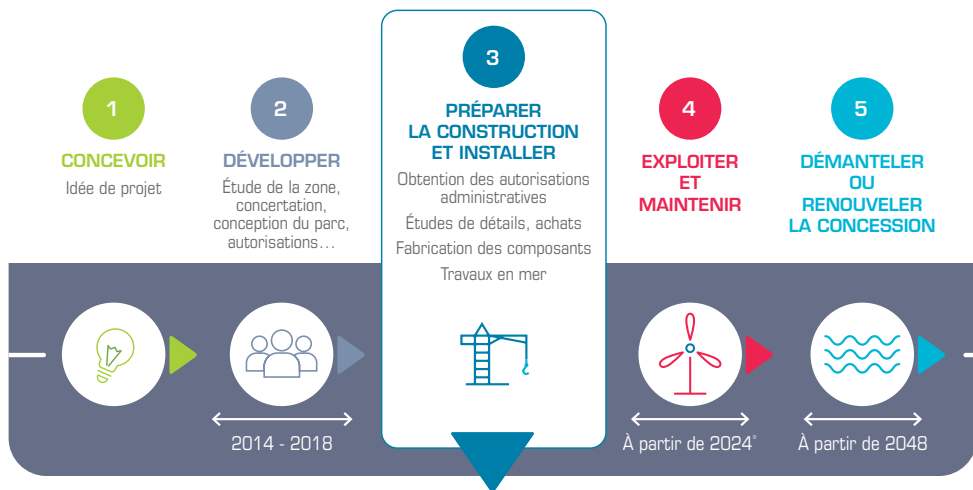 1
CONCEVOIR
Idée de projet
2
DÉVELOPPER
Étude de la zone,
concertation,
conception du parc,
autorisations...
2014 - 2018
3
PRÉPARER
LA CONSTRUCTION
ET INSTALLER
Obtention des autorisations
administratives
Études de détails, achats
Fabrication des composants
Travaux en mer
4
EXPLOITER
ET
MAINTENIR
À partir de 2024*
5
DÉMANTELER
OU
RENOUVELER
LA CONCESSION
À partir de 2048